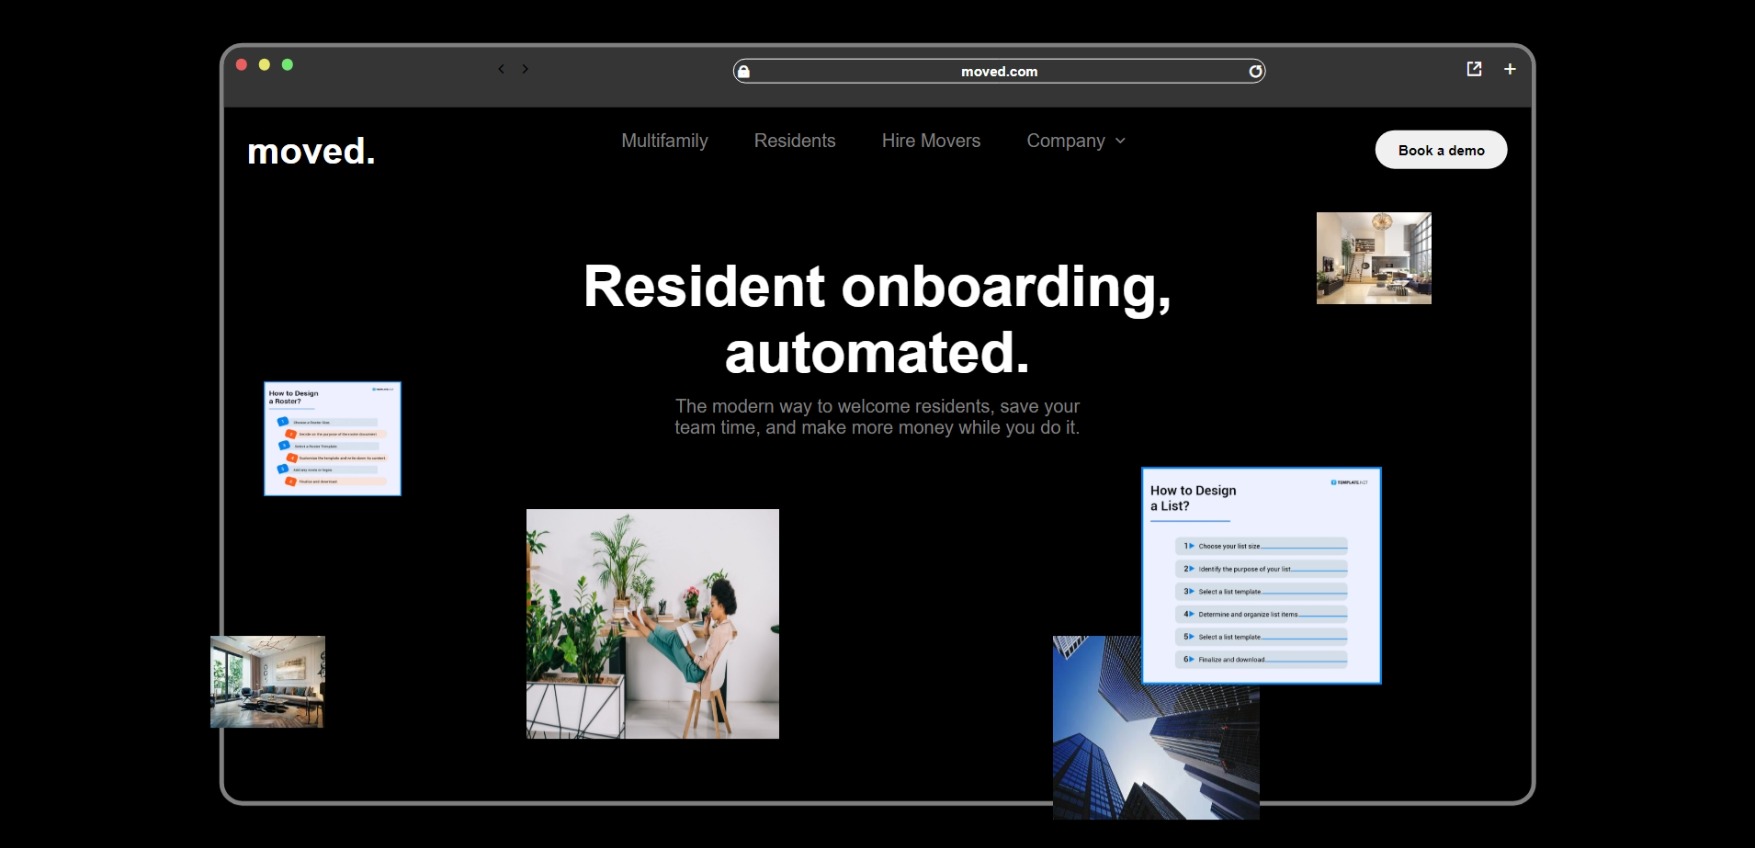 moved.com
moved.
Multifamily
Residents
Hire Movers
Company
Book a demo
Resident onboarding,
automated.
The modern way to welcome residents, save your
team time, and make more money while you do it.
How to Design
a Roster?
Finalize and download
How to Design
a List?
TEMPLATE.NET
1 Choose your list size
2 Identify the purpose of your list
3 Select a list template
4 Determine and organize list items
5 Select a list template
6 Finalize and download